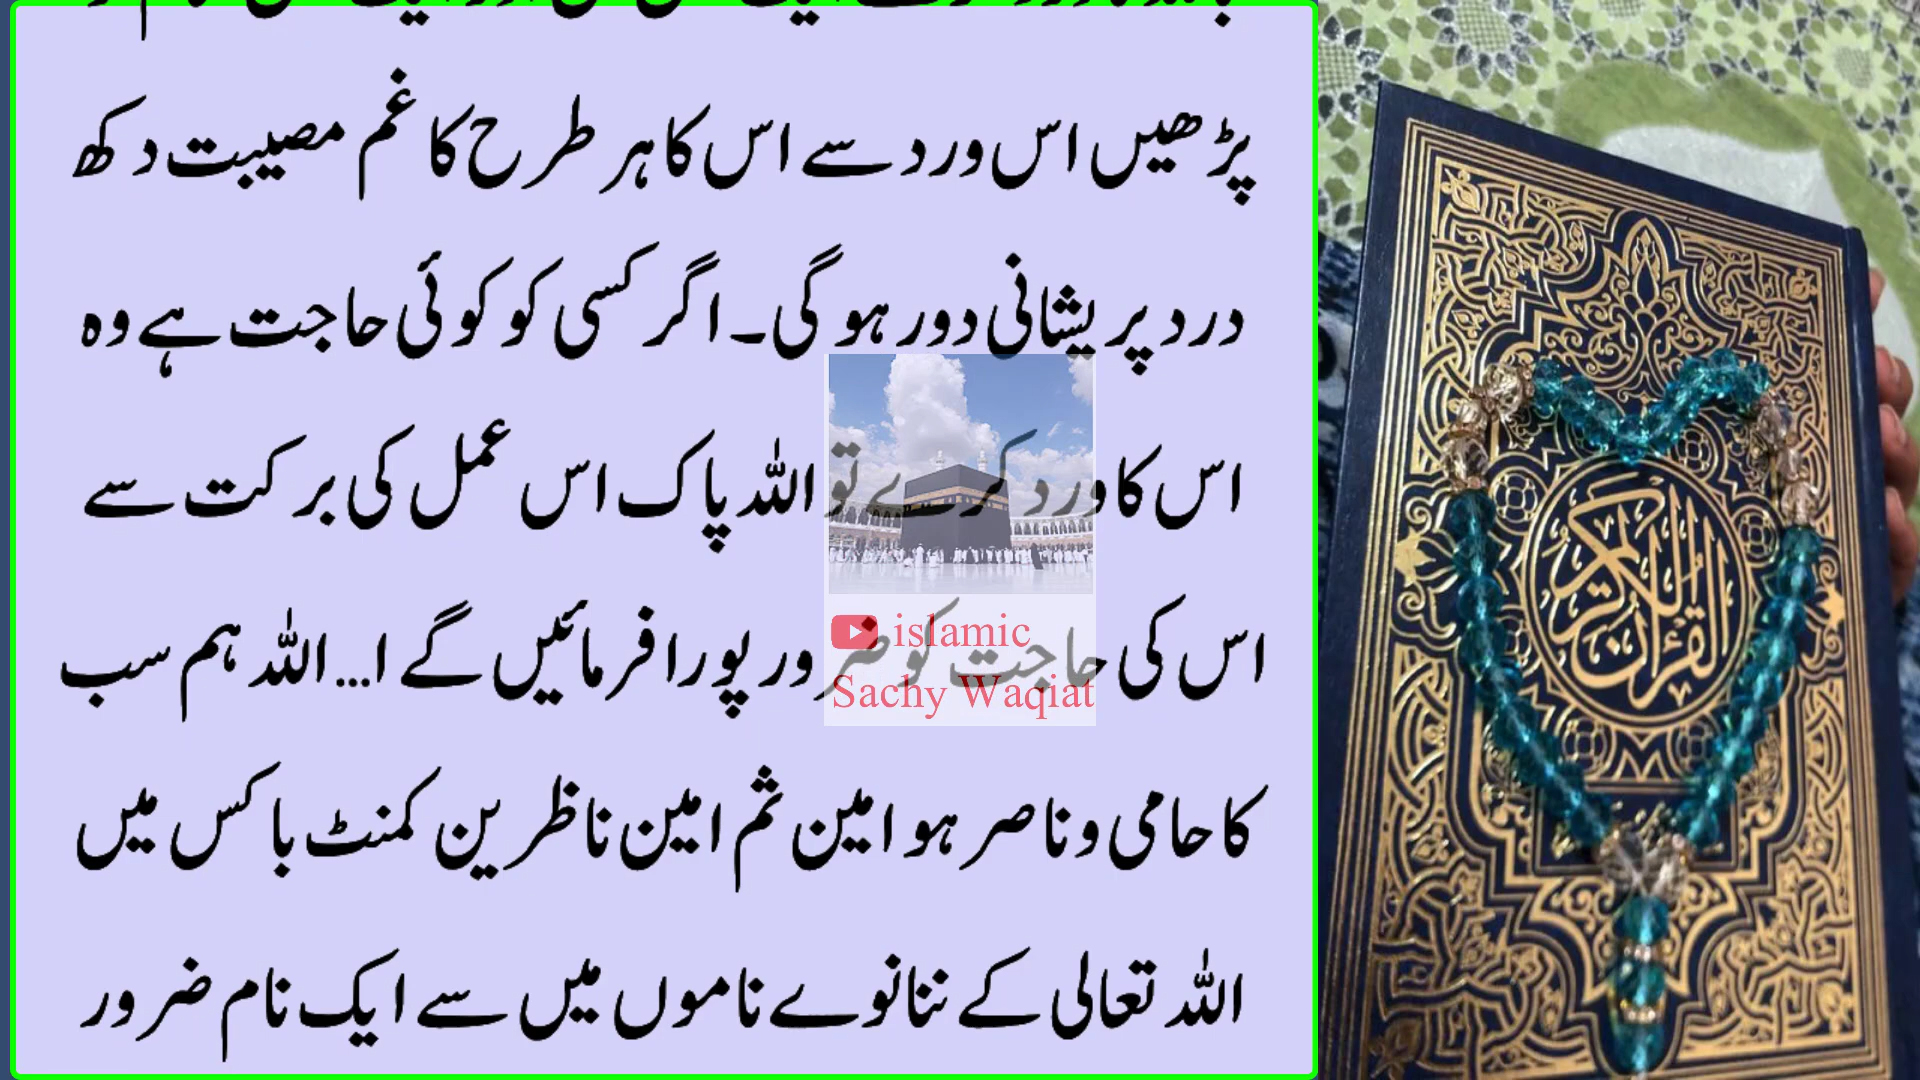 پڑھیں اس ورد سے اس کا ہر طرح کا غم مصیبت دکھ
درد پریشانی دور ہو گی۔ اگر کسی کو کوئی حاجت ہے وہ
اس کا ورد کرے تو اللہ پاک اس عمل کی برکت سے
اس کی حاجت کو ضرور پورا فرمائیں گے ا... اللہ ہم سب
کا حامی و ناصر ہو امین ثم امین ناظرین کمنٹ باکس میں
اللہ تعالی کے ننانوے ناموں میں سے ایک نام ضرور
islamic
Sachy Waqiat
القرآن الكريم